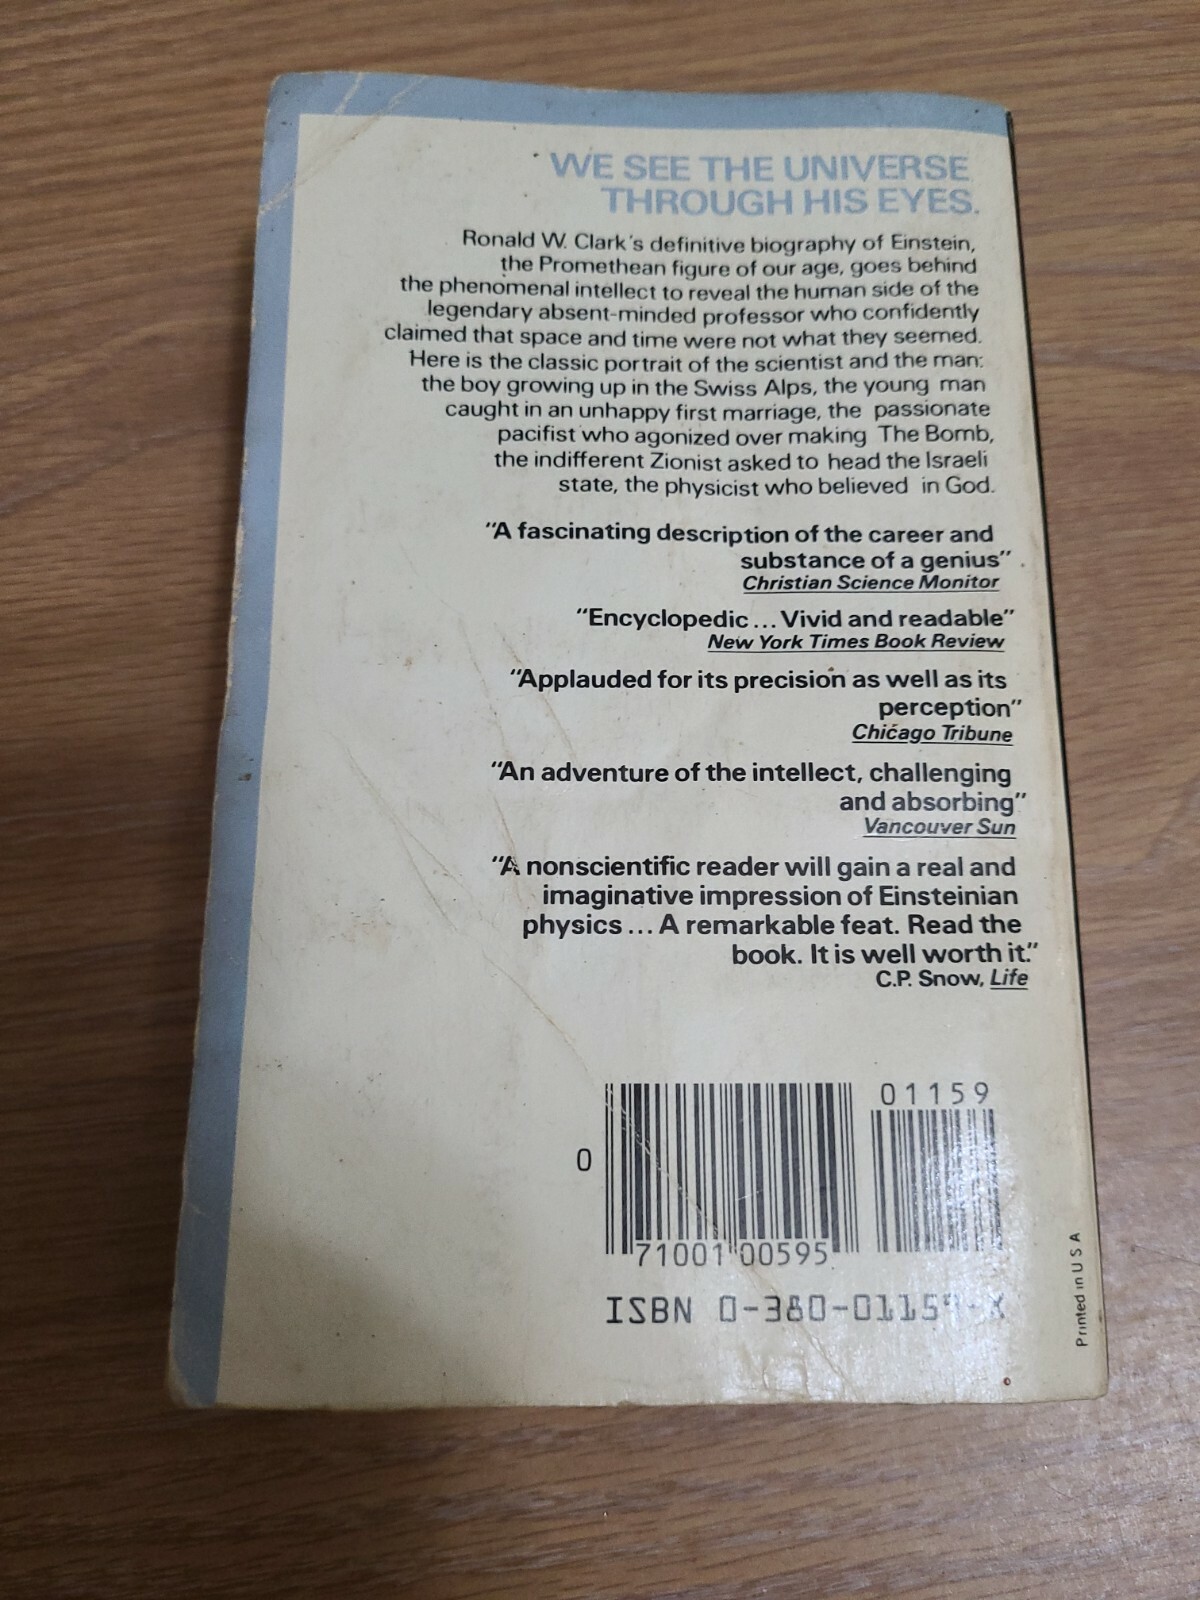 WE SEE THE UNIVERSE
THROUGH HIS EYES.
Ronald W. Clark's definitive biography of Einstein,
the Promethean figure of our age, goes behind
the phenomenal intellect to reveal the human side of the
legendary absent-minded professor who confidently
claimed that space and time were not what they seemed.
Here is the classic portrait of the scientist and the man:
the boy growing up in the Swiss Alps, the young man
caught in an unhappy first marriage, the passionate
pacifist who agonized over making The Bomb,
the indifferent Zionist asked to head the Israeli
state, the physicist who believed in God.
"A fascinating description of the career and
substance of a genius"
Christian Science Monitor
"Encyclopedic ... Vivid and readable"
New York Times Book Review
"Applauded for its precision as well as its
perception"
Chicago Tribune
"An adventure of the intellect, challenging
and absorbing"
Vancouver Sun
"A nonscientific reader will gain a real and
imaginative impression of Einsteinian
physics ... A remarkable feat. Read the
book. It is well worth it."
C.P. Snow, Life
01159
0
71001 00595
ISBN 0-380-01159-X
Printed in U S A